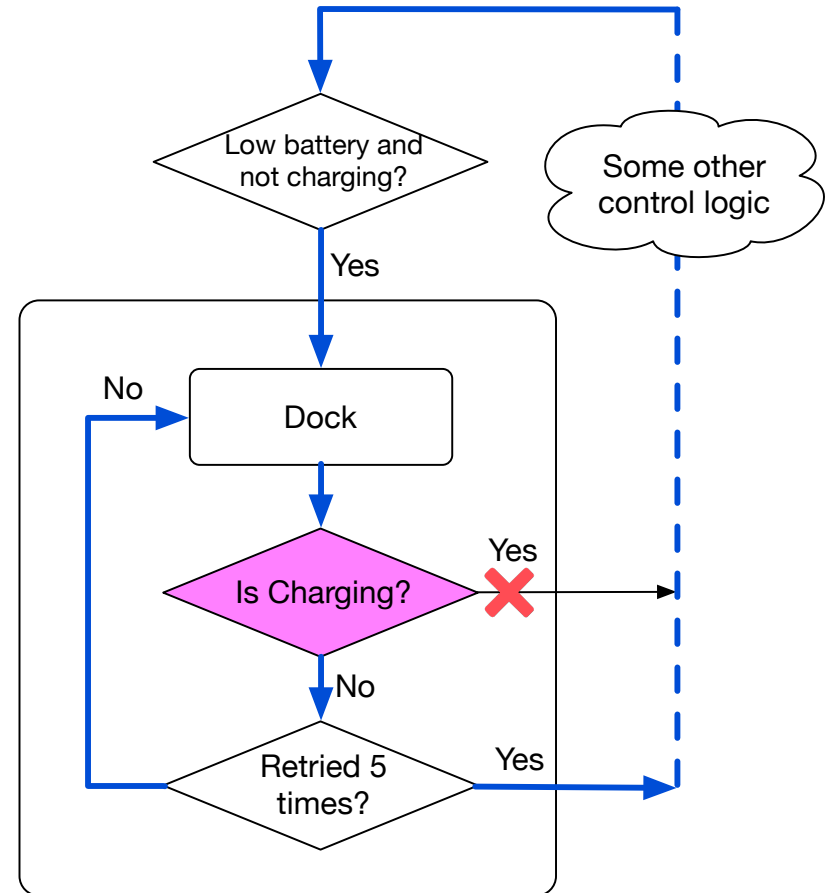 Low battery and
not charging?
Some other
control logic
Yes
No
Dock
Yes
Is Charging?
No
Retried 5
times?
Yes